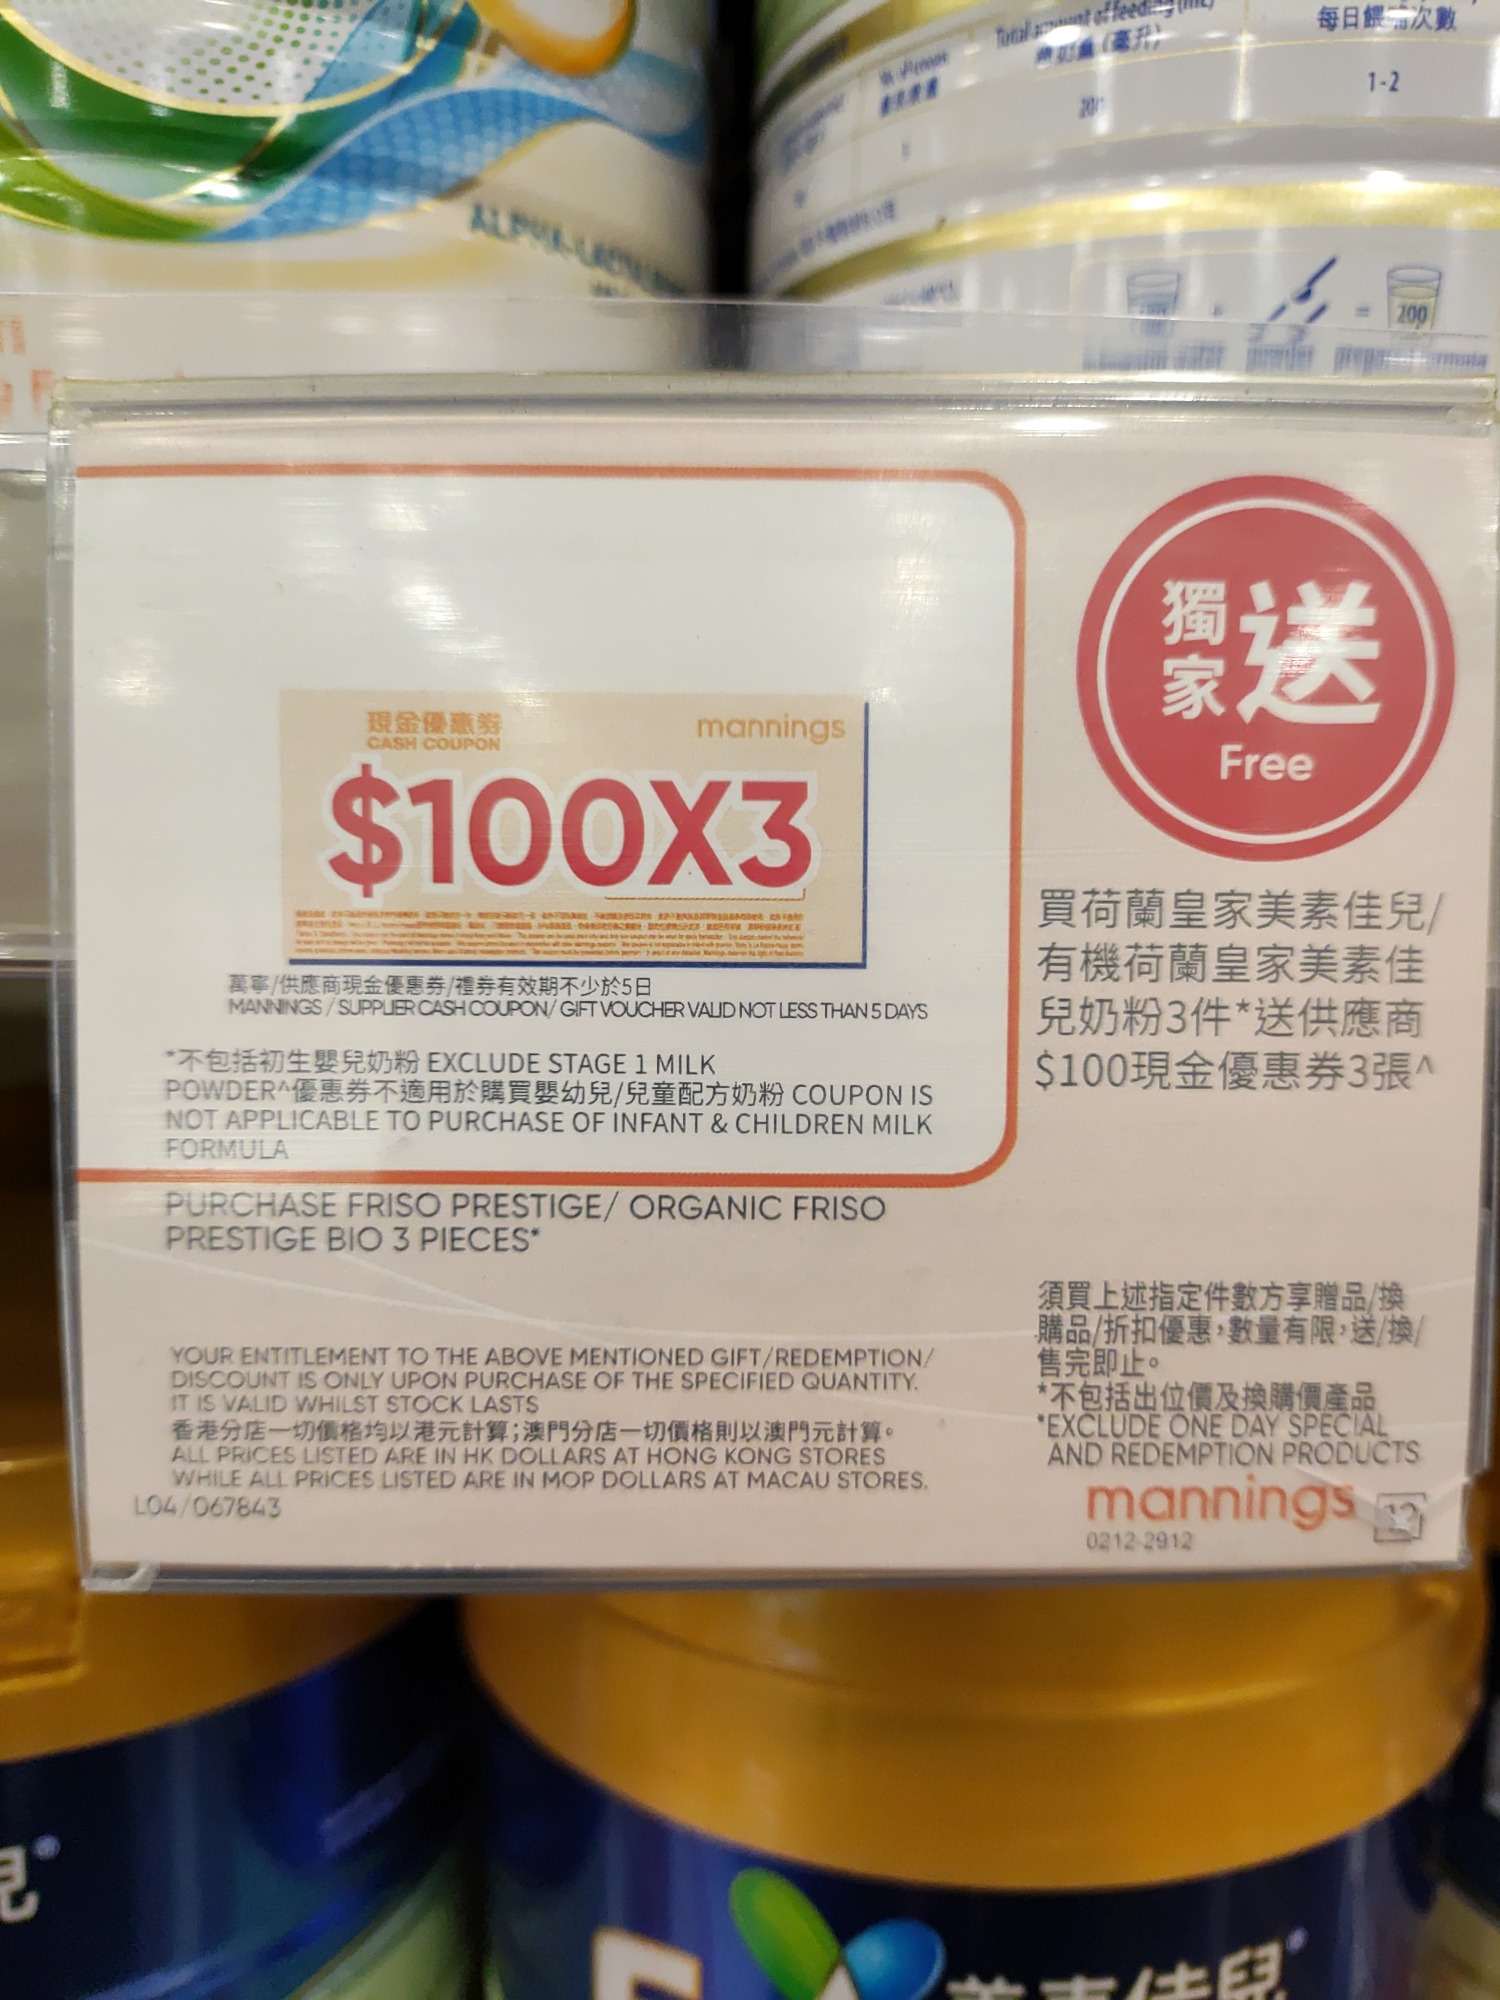 Total amount of feeding (mL)
每日餵哺次數
1-2
200
ALPHA-LACTALBUMIN
200
獨家送
Free
現金優惠券
CASH COUPON
mannings
$100X3
萬寧/供應商現金優惠券/禮券有效期不少於5日
MANNINGS / SUPPLIER CASH COUPON/ GIFT VOUCHER VALID NOT LESS THAN 5 DAYS
*不包括初生嬰兒奶粉 EXCLUDE STAGE 1 MILK
POWDER^優惠券不適用於購買嬰幼兒/兒童配方奶粉 COUPON IS
NOT APPLICABLE TO PURCHASE OF INFANT & CHILDREN MILK
FORMULA
買荷蘭皇家美素佳兒/
有機荷蘭皇家美素佳
兒奶粉3件*送供應商
$100現金優惠券3張^
PURCHASE FRISO PRESTIGE/ ORGANIC FRISO
PRESTIGE BIO 3 PIECES*
YOUR ENTITLEMENT TO THE ABOVE MENTIONED GIFT/REDEMPTION/
DISCOUNT IS ONLY UPON PURCHASE OF THE SPECIFIED QUANTITY.
IT IS VALID WHILST STOCK LASTS
香港分店一切價格均以港元計算;澳門分店一切價格則以澳門元計算。
ALL PRICES LISTED ARE IN HK DOLLARS AT HONG KONG STORES
WHILE ALL PRICES LISTED ARE IN MOP DOLLARS AT MACAU STORES.
L04/067843
須買上述指定件數方享贈品/換
購品/折扣優惠,數量有限,送/換/
售完即止。
*不包括出位價及換購價產品
*EXCLUDE ONE DAY SPECIAL
AND REDEMPTION PRODUCTS
mannings
12
0212-2912
兒
美素佳兒